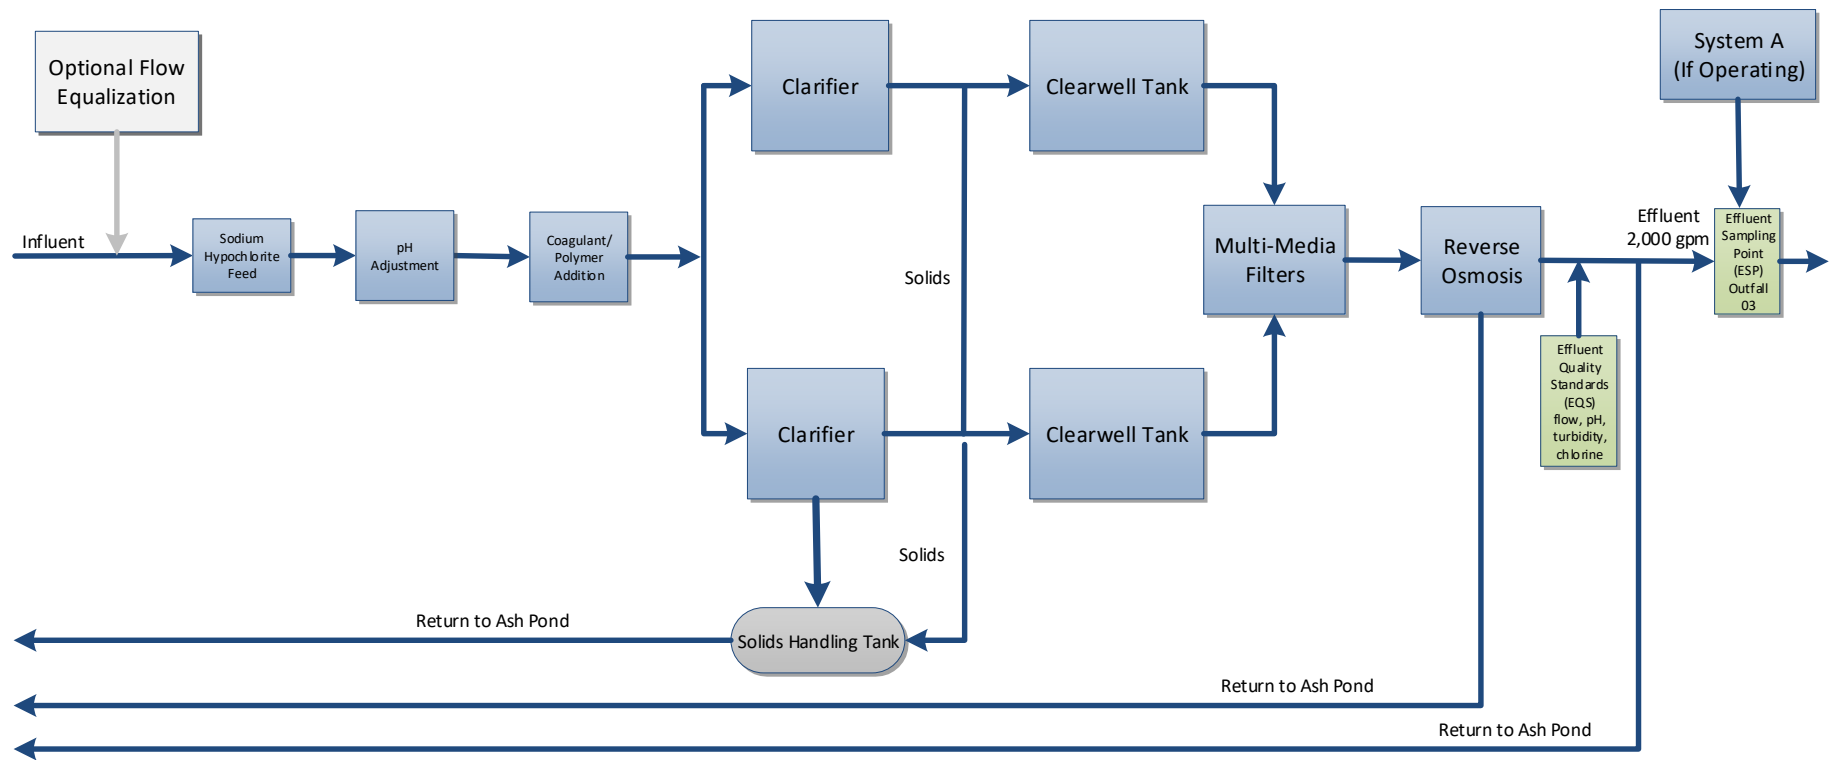 Optional Flow
Equalization
Influent
Sodium
Hypochlorite
Feed
pH
Adjustment
Coagulant/
Polymer
Addition
Clarifier
Clearwell Tank
Solids
Clarifier
Clearwell Tank
Solids
Solids Handling Tank
Multi-Media
Filters
Reverse
Osmosis
Effluent
2,000 gpm
System A
(If Operating)
Effluent
Sampling
Point
(ESP)
Outfall
03
Effluent
Quality
Standards
(EQS)
flow, pH,
turbidity,
chlorine
Return to Ash Pond
Return to Ash Pond
Return to Ash Pond